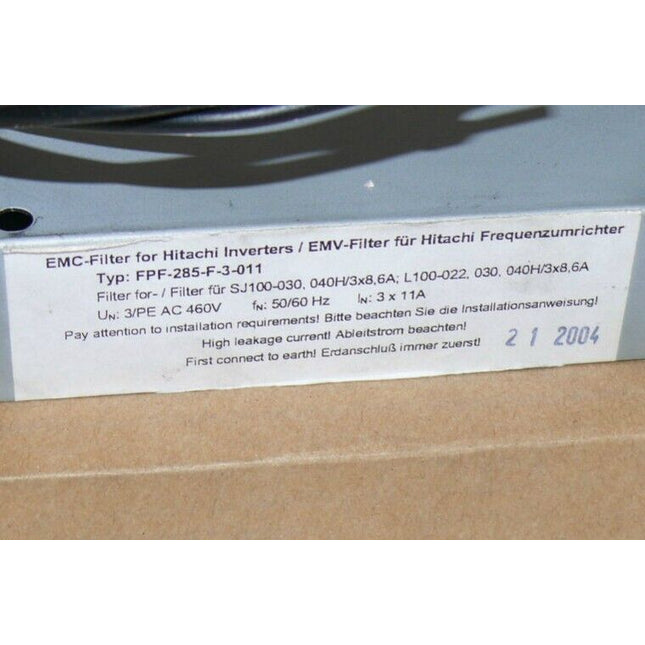 EMC-Filter for Hitachi Inverters / EMV-Filter für Hitachi Frequenzumrichter
Typ: FPF-285-F-3-011
Filter for- / Filter für SJ100-030, 040H/3x8,6A; L100-022, 030, 040H/3x8,6A
UN: 3/PE AC 460V fN: 50/60 Hz IN: 3 x 11A
Pay attention to installation requirements! Bitte beachten Sie die Installationsanweisung!
High leakage current! Ableitstrom beachten!
First connect to earth! Erdanschluß immer zuerst!
2 1 2004